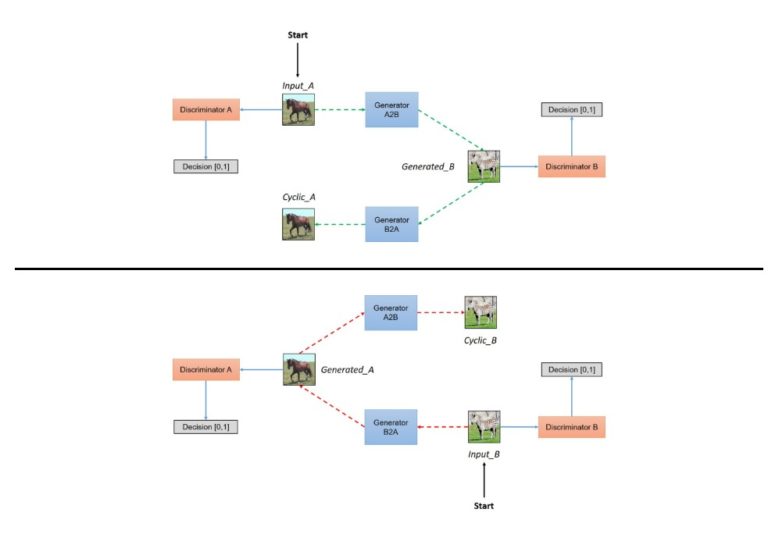 Start
Input_A
Discriminator A
Generator
A2B
Decision [0,1]
Decision [0,1]
Generated_B
Discriminator B
Cyclic_A
Generator
B2A
Generator
A2B
Cyclic_B
Discriminator A
Generated_A
Decision [0,1]
Decision [0,1]
Generator
B2A
Discriminator B
Input_B
Start